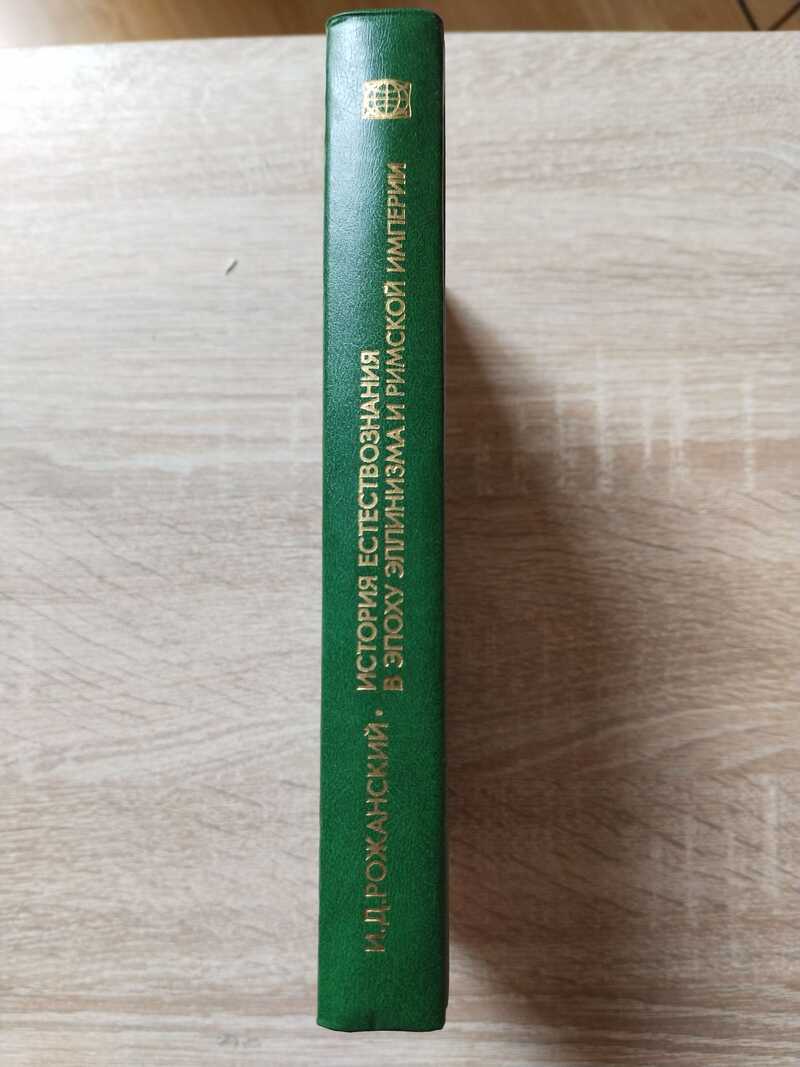 И.Д.РОЖАНСКИЙ •
ИСТОРИЯ ЕСТЕСТВОЗНАНИЯ
В ЭПОХУ ЭЛЛИНИЗМА И РИМСКОЙ ИМПЕРИИ